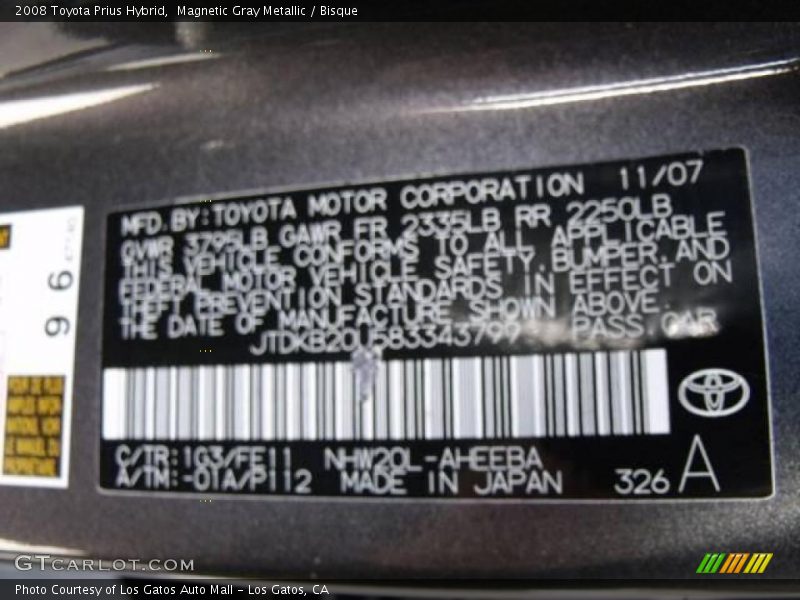 2008 Toyota Prius Hybrid, Magnetic Gray Metallic / Bisque
MFD.BY:TOYOTA MOTOR CORPORATION 11/07
GVWR 3795LB GAWR FR 2335LB RR 2250LB
THIS VEHICLE CONFORMS TO ALL APPLICABLE
FEDERAL MOTOR VEHICLE SAFETY,BUMPER,AND
THEFT PREVENTION STANDARDS IN EFFECT ON
THE DATE OF MANUFACTURE SHOWN ABOVE.
JTDKB20U583343799 PASS CAR
C/TR:1G3/FE11 NHW20L-AHEEBA
A/TM:-01A/P112 MADE IN JAPAN 326 A
96
GTCARLOT.COM
Photo Courtesy of Los Gatos Auto Mall - Los Gatos, CA